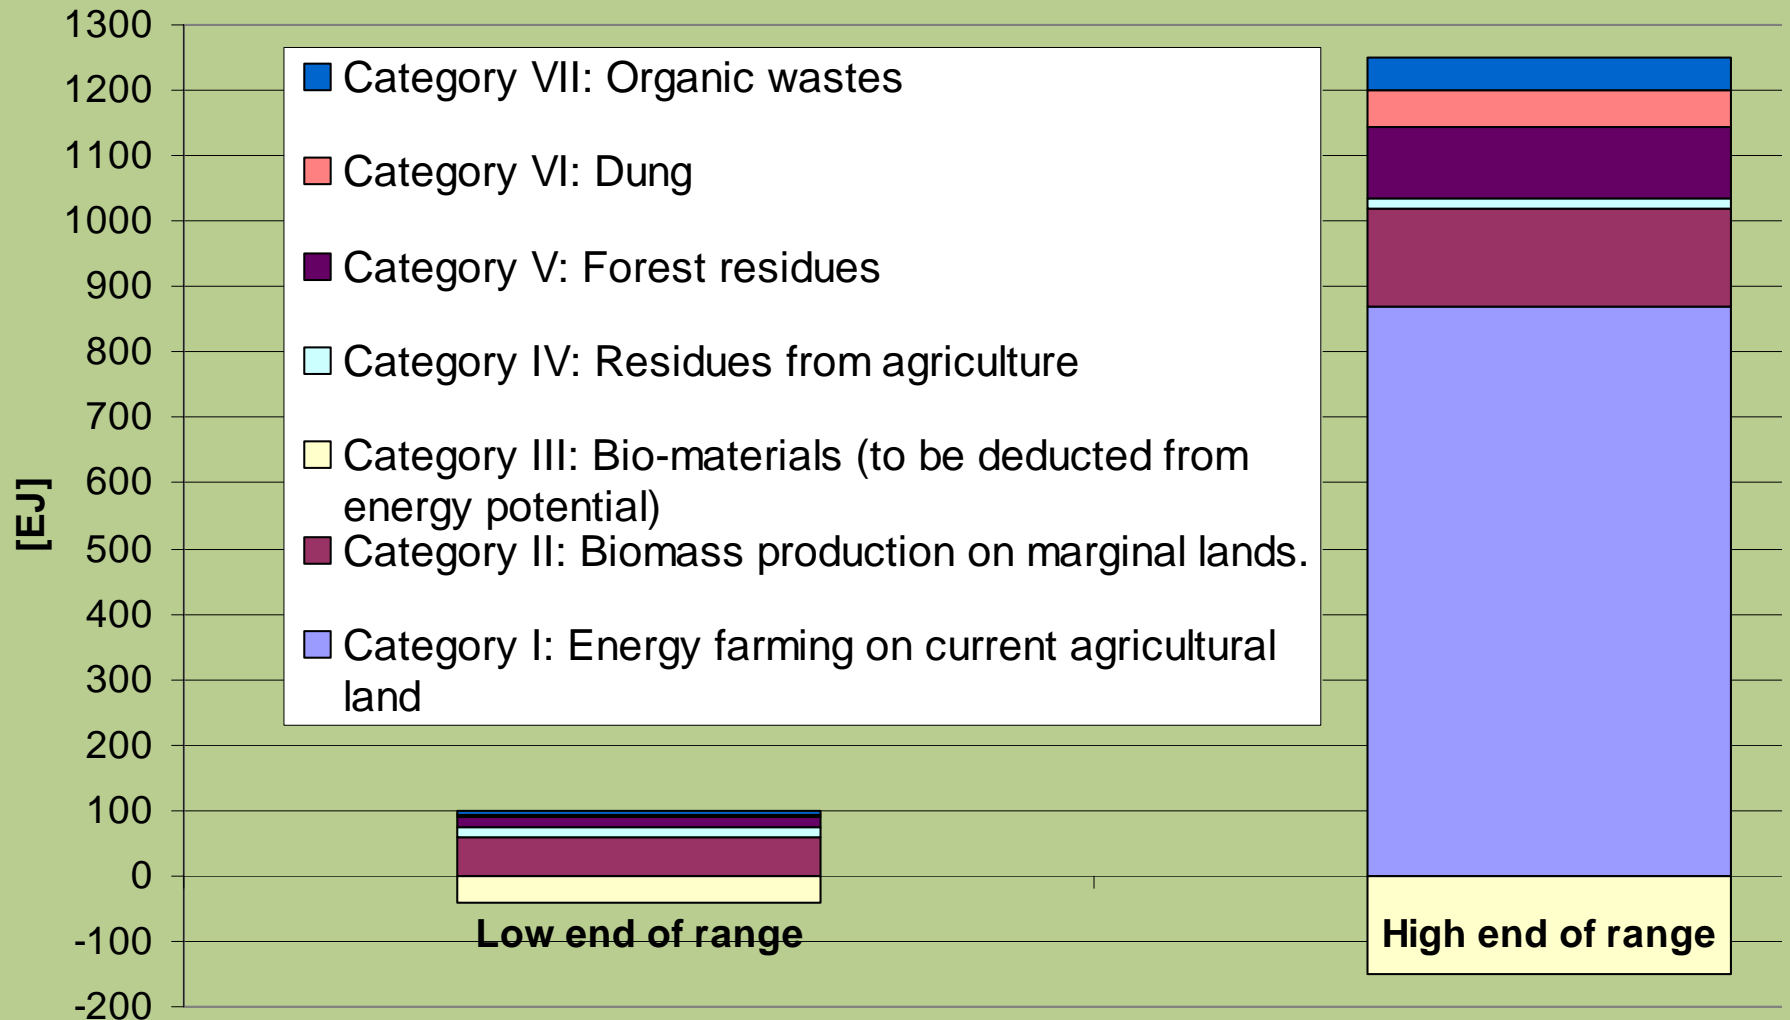 1300
1200
1100
1000
900
800
700
600
500
400
300
200
100
0
-100
-200
[EJ]
Category VII: Organic wastes
Category VI: Dung
Category V: Forest residues
Category IV: Residues from agriculture
Category III: Bio-materials (to be deducted from
energy potential)
Category II: Biomass production on marginal lands.
Category I: Energy farming on current agricultural
land
Low end of range
High end of range